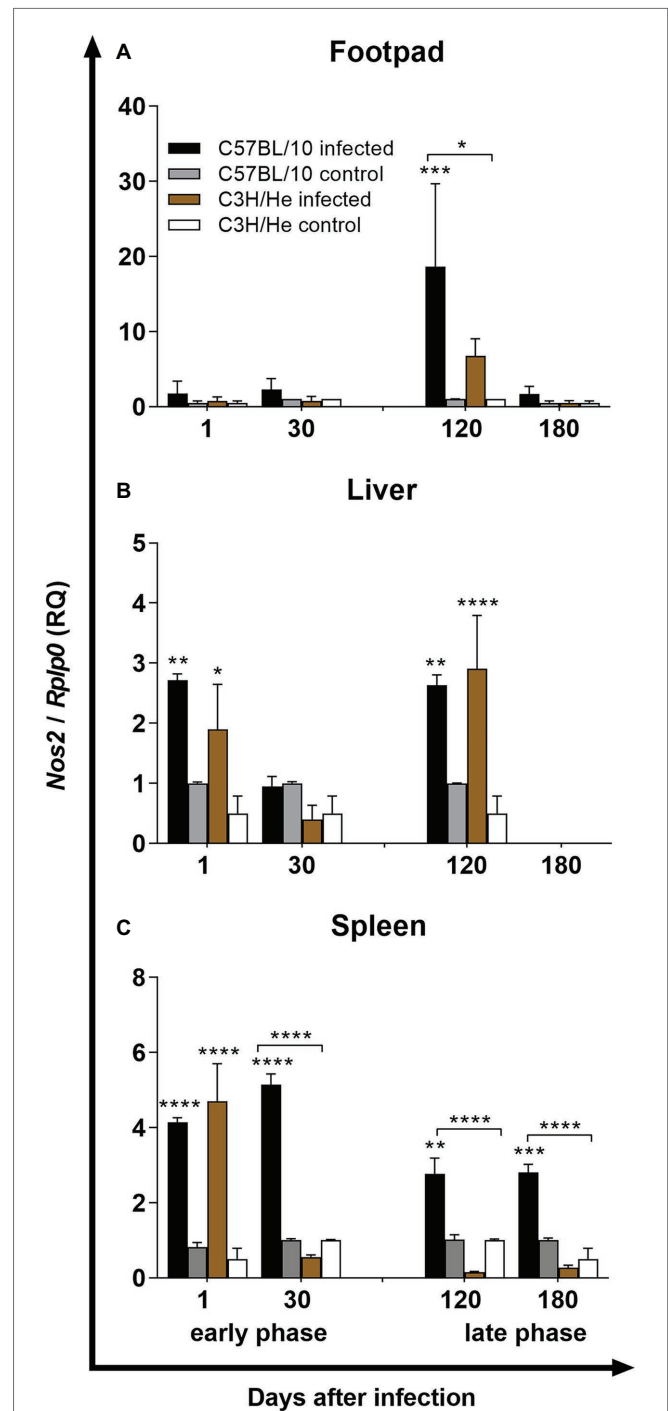 A Footpad
40
30
20
10
0
C57BL/10 infected
C57BL/10 control
C3H/He infected
C3H/He control
*
***
1 30 120 180
B Liver
5
4
3
2
1
0
** * ** ****
1 30 120 180
Nos2 / Rplp0 (RQ)
C Spleen
8
6
4
2
0
**** **** **** **** ** **** *** ****
1 30 120 180
early phase late phase
Days after infection